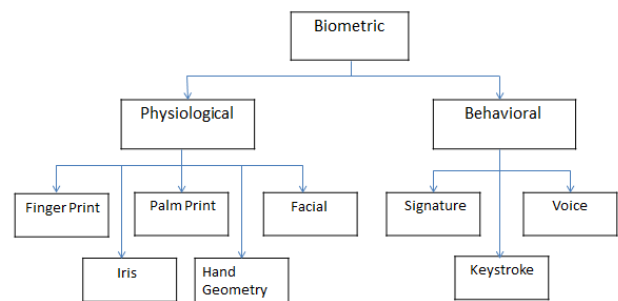 Biometric
Physiological
Behavioral
Finger Print
Palm Print
Facial
Signature
Voice
Iris
Hand
Geometry
Keystroke